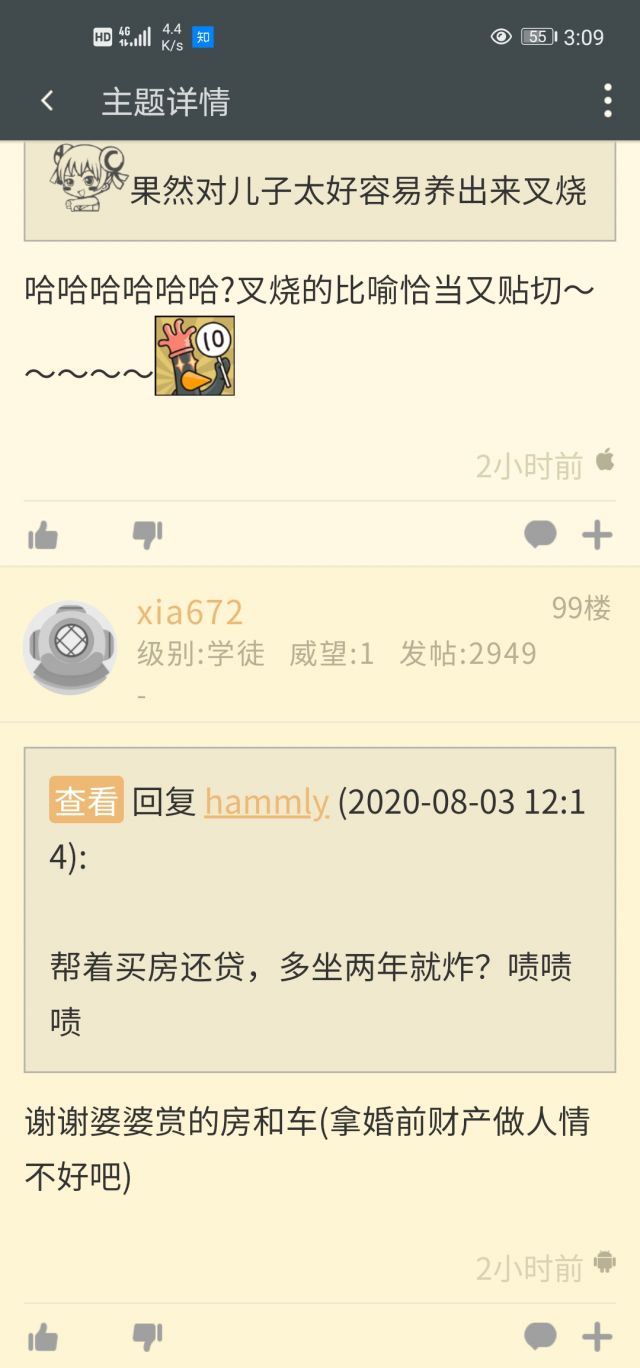 HD 4G 4.4 K/s 知 55 3:09
主题详情
果然对儿子太好容易养出来叉烧
哈哈哈哈哈哈?叉烧的比喻恰当又贴切～
～～～～
10
2小时前
xia672 99楼
级别:学徒 威望:1 发帖:2949
-
查看 回复 hammly (2020-08-03 12:1
4):
帮着买房还贷，多坐两年就炸？啧啧
啧
谢谢婆婆赏的房和车(拿婚前财产做人情
不好吧)
2小时前